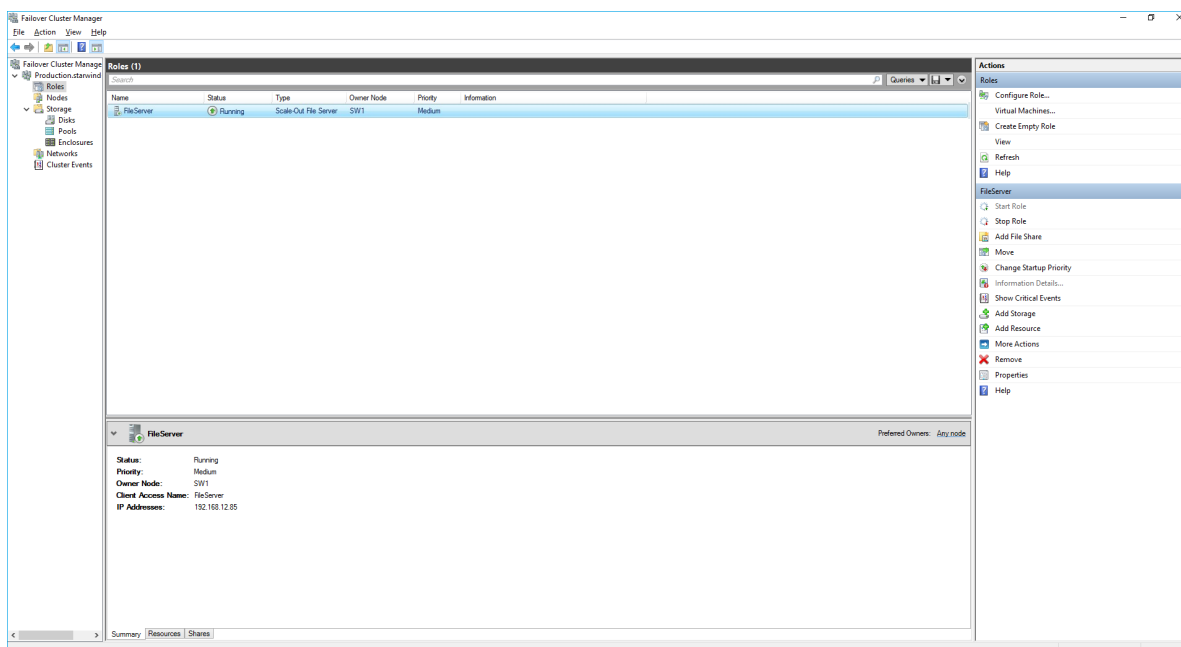 Failover Cluster Manager
File Action View Help
Failover Cluster Manage
Production.starwind
Roles
Nodes
Storage
Disks
Pools
Enclosures
Networks
Cluster Events
Roles (1)
Search
Queries
Name Status Type Owner Node Priority Information
FileServer Running Scale-Out File Server SW1 Medium
FileServer
Preferred Owners: Any node
Status: Running
Priority: Medium
Owner Node: SW1
Client Access Name: FileServer
IP Addresses: 192.168.12.85
Summary Resources Shares
Actions
Roles
Configure Role...
Virtual Machines...
Create Empty Role
View
Refresh
Help
FileServer
Start Role
Stop Role
Add File Share
Move
Change Startup Priority
Information Details...
Show Critical Events
Add Storage
Add Resource
More Actions
Remove
Properties
Help